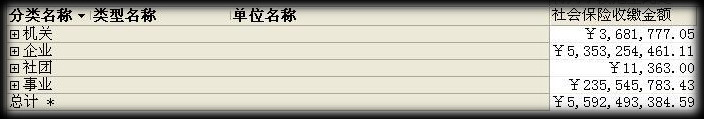 分类名称 类型名称 单位名称 社会保险收缴金额
机关 ￥3,681,777.05
企业 ￥5,353,254,461.11
社团 ￥11,363.00
事业 ￥235,545,783.43
总计 * ￥5,592,493,384.59